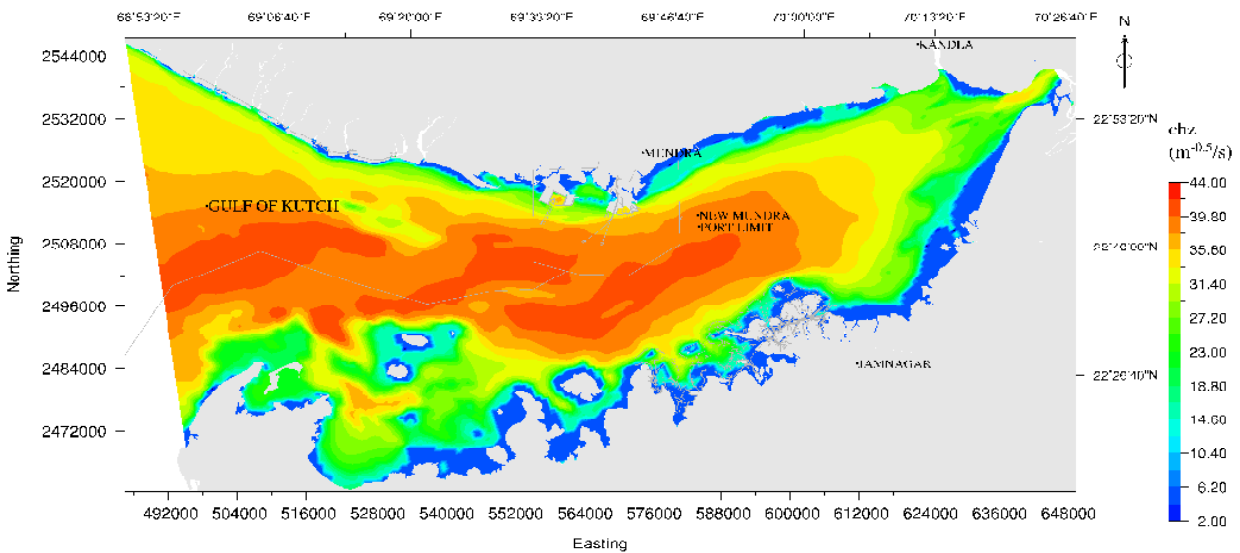 68°53'20"E 69°06'40"E 69°20'00"E 69°33'20"E 69°46'40"E 70°00'00"E 70°13'20"E 70°26'40"E
N
KANDLA
2544000
2532000
22°53'20"N
chz
(m⁻⁰·⁵/s)
MUNDRA
2520000
44.00
GULF OF KUTCH
NEW MUNDRA
PORT LIMIT
39.80
2508000
22°40'00"N
35.60
Northing
31.40
2496000
27.20
23.00
2484000
JAMNAGAR
22°26'40"N
18.80
14.60
2472000
10.40
6.20
2.00
492000 504000 516000 528000 540000 552000 564000 576000 588000 600000 612000 624000 636000 648000
Easting